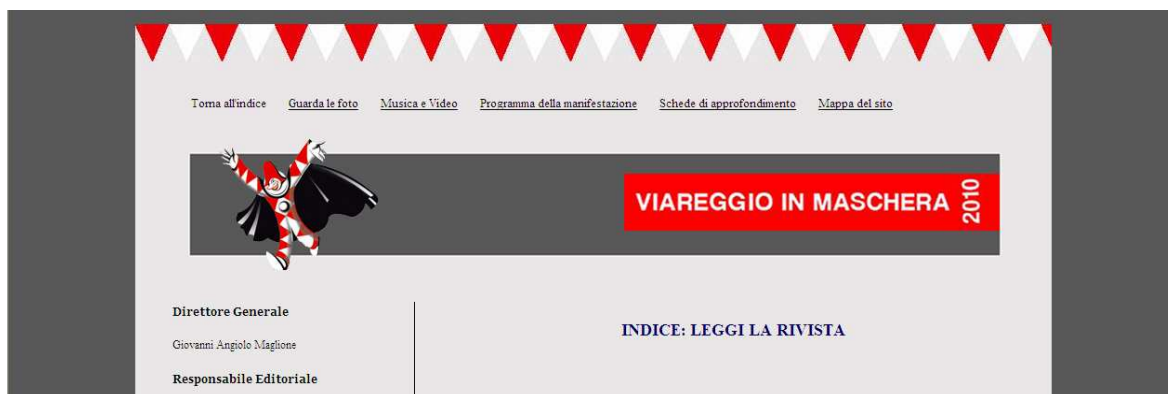 Torna all'indice Guarda le foto Musica e Video Programma della manifestazione Schede di approfondimento Mappa del sito
VIAREGGIO IN MASCHERA 2010
Direttore Generale
Giovanni Angiolo Maglione
Responsabile Editoriale
INDICE: LEGGI LA RIVISTA